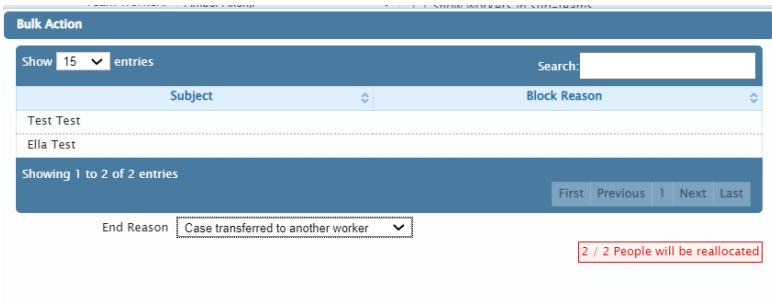 Bulk Action
Show 15 entries Search:
Subject Block Reason
Test Test
Ella Test
Showing 1 to 2 of 2 entries
First Previous 1 Next Last
End Reason Case transferred to another worker
2 / 2 People will be reallocated